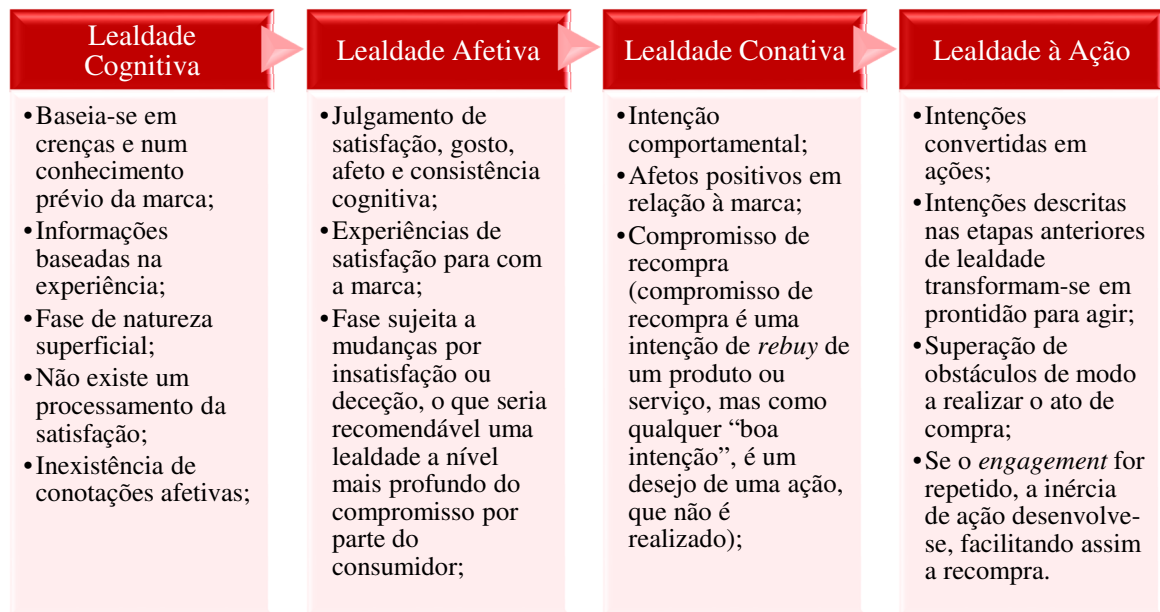 Lealdade
Cognitiva
•Baseia-se em
crenças e num
conhecimento
prévio da marca;
•Informações
baseadas na
experiência;
•Fase de natureza
superficial;
•Não existe um
processamento da
satisfação;
•Inexistência de
conotações afetivas;
Lealdade Afetiva
•Julgamento de
satisfação, gosto,
afeto e consistência
cognitiva;
•Experiências de
satisfação para com
a marca;
•Fase sujeita a
mudanças por
insatisfação ou
deceção, o que seria
recomendável uma
lealdade a nível
mais profundo do
compromisso por
parte do
consumidor;
Lealdade Conativa
•Intenção
comportamental;
•Afetos positivos em
relação à marca;
•Compromisso de
recompra
(compromisso de
recompra é uma
intenção de rebuy de
um produto ou
serviço, mas como
qualquer “boa
intenção”, é um
desejo de uma ação,
que não é
realizado);
Lealdade à Ação
•Intenções
convertidas em
ações;
•Intenções descritas
nas etapas anteriores
de lealdade
transformam-se em
prontidão para agir;
•Superação de
obstáculos de modo
a realizar o ato de
compra;
•Se o engagement for
repetido, a inércia
de ação desenvolve-
se, facilitando assim
a recompra.